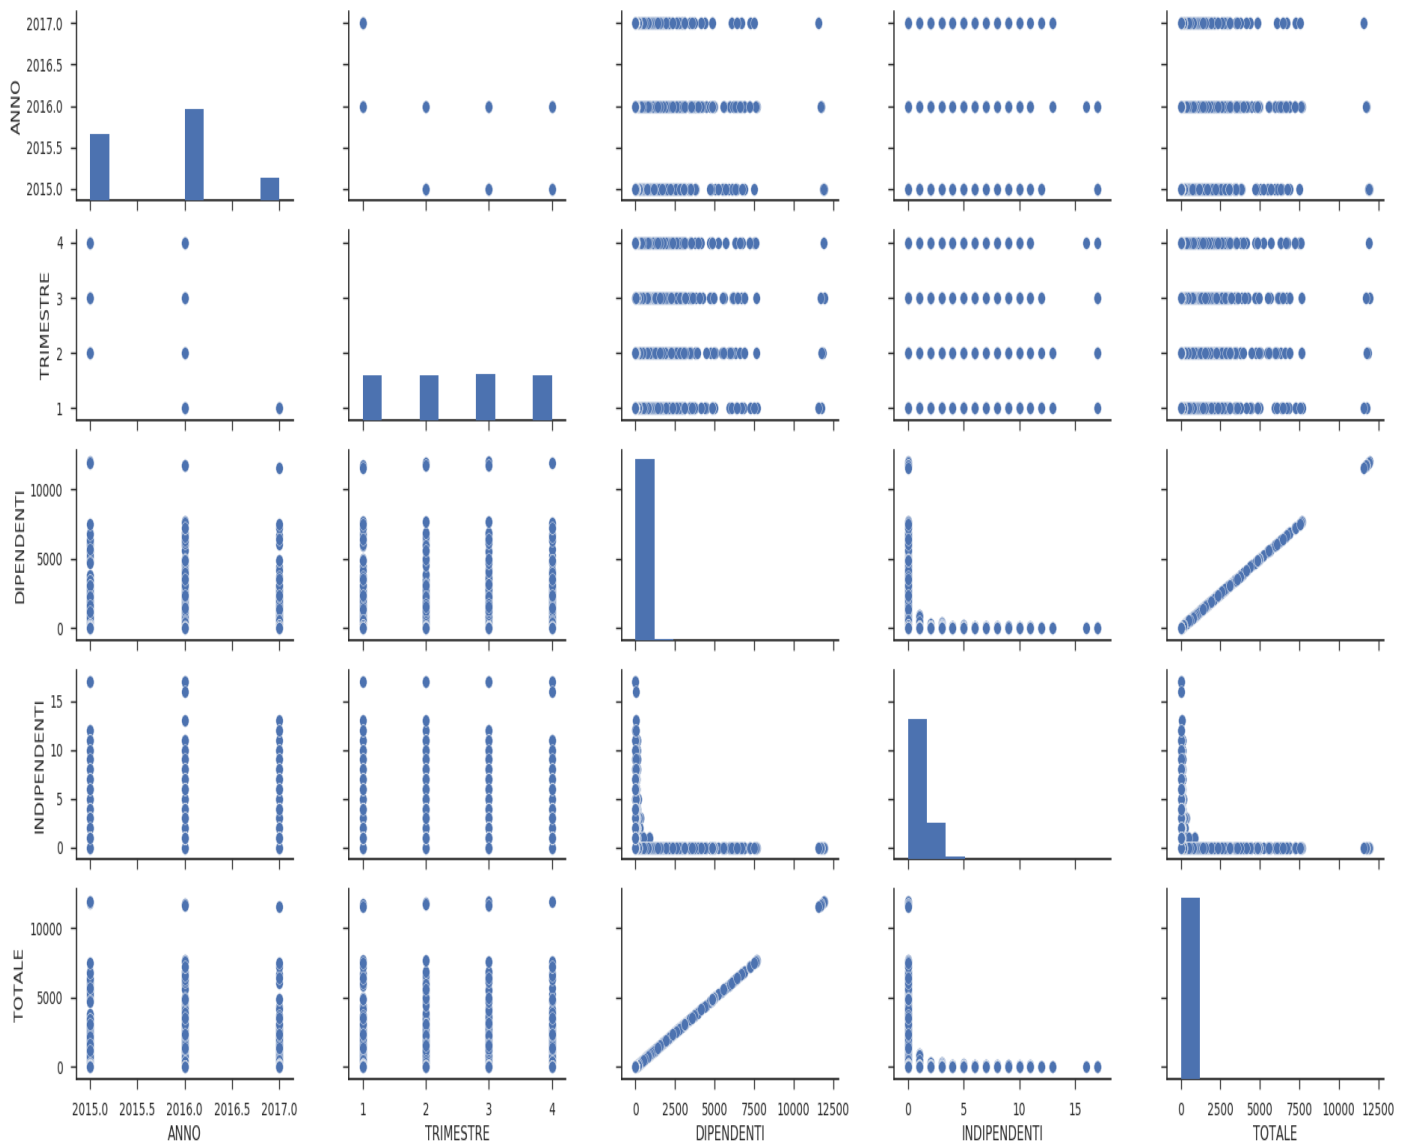 2017.0
2016.5
2016.0
2015.5
2015.0
ANNO
4
3
2
1
TRIMESTRE
10000
5000
0
DIPENDENTI
15
10
5
0
INDIPENDENTI
10000
5000
0
TOTALE
2015.0 2015.5 2016.0 2016.5 2017.0
ANNO
1 2 3 4
TRIMESTRE
0 2500 5000 7500 10000 12500
DIPENDENTI
0 5 10 15
INDIPENDENTI
0 2500 5000 7500 10000 12500
TOTALE